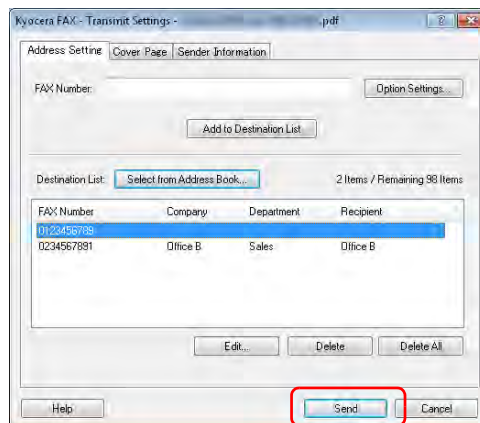 Kyocera FAX - Transmit Settings - .pdf
Address Setting Cover Page Sender Information
FAX Number: Option Settings...
Add to Destination List
Destination List: Select from Address Book... 2 Items / Remaining 98 Items
FAX Number Company Department Recipient
0123456789
0234567891 Office B Sales Office B
Edit... Delete Delete All
Help Send Cancel